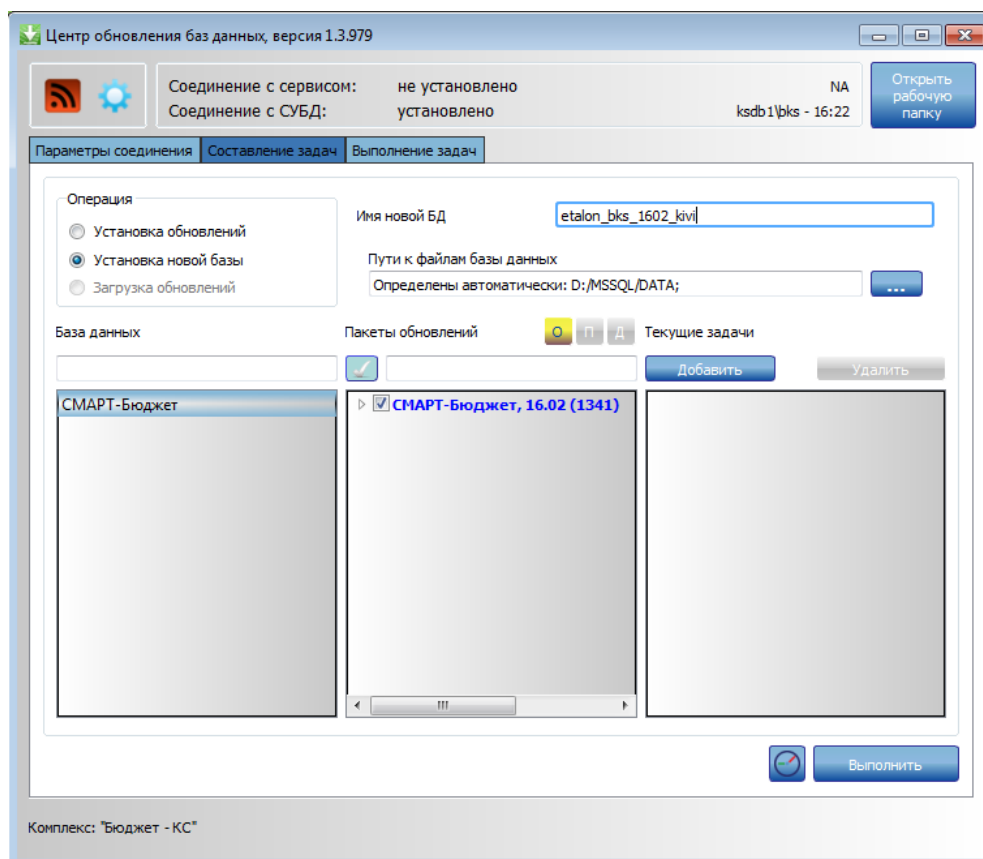 Центр обновления баз данных, версия 1.3.979
Соединение с сервисом: не установлено NA
Соединение с СУБД: установлено ksdb1\bks - 16:22
Открыть
рабочую
папку
Параметры соединения Составление задач Выполнение задач
Операция
Установка обновлений
Установка новой базы
Загрузка обновлений
Имя новой БД etalon_bks_1602_kivi
Пути к файлам базы данных
Определены автоматически: D:/MSSQL/DATA; ...
База данных Пакеты обновлений О П Д Текущие задачи
Добавить Удалить
СМАРТ-Бюджет СМАРТ-Бюджет, 16.02 (1341)
Выполнить
Комплекс: "Бюджет - КС"